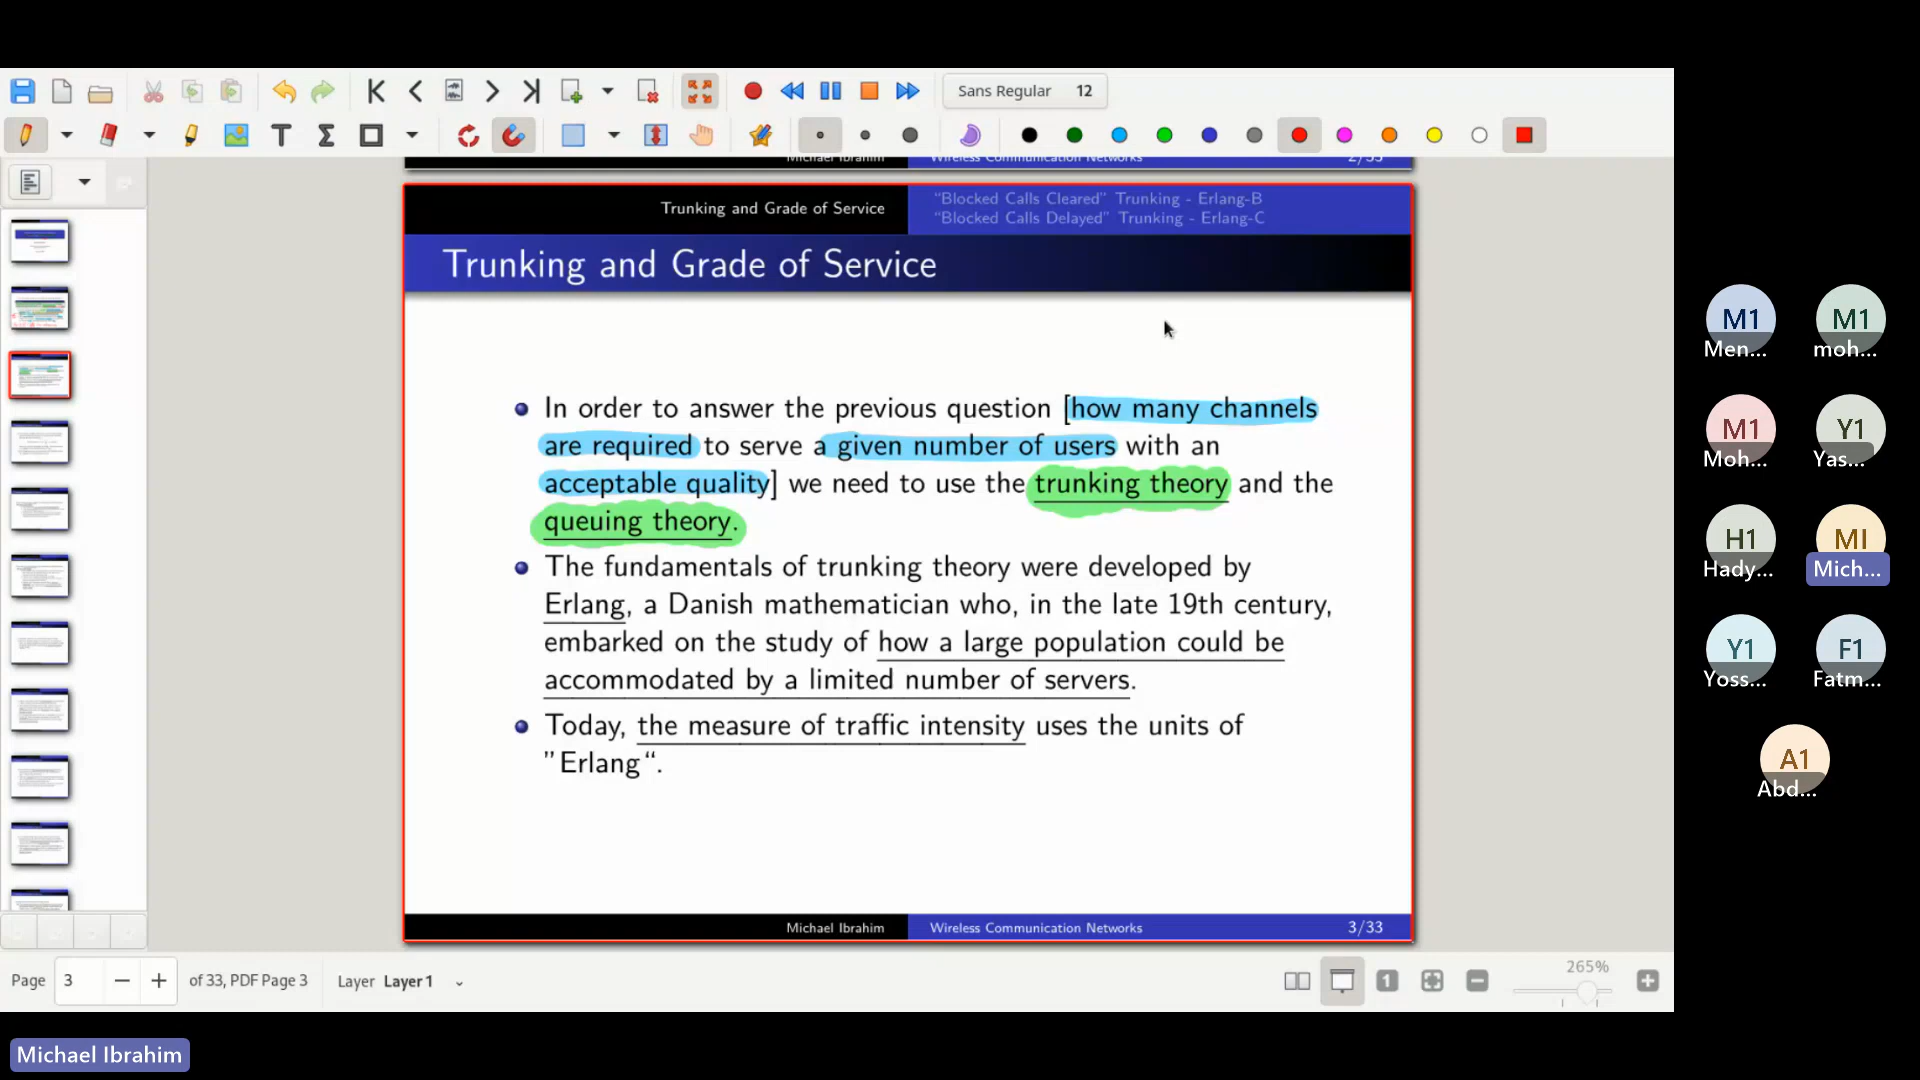 Sans Regular 12
Michael Ibrahim Wireless Communication Networks 2/33
Trunking and Grade of Service
“Blocked Calls Cleared” Trunking - Erlang-B
“Blocked Calls Delayed” Trunking - Erlang-C
Trunking and Grade of Service
In order to answer the previous question [how many channels
are required to serve a given number of users with an
acceptable quality] we need to use the trunking theory and the
queuing theory.
The fundamentals of trunking theory were developed by
Erlang, a Danish mathematician who, in the late 19th century,
embarked on the study of how a large population could be
accommodated by a limited number of servers.
Today, the measure of traffic intensity uses the units of
”Erlang“.
Michael Ibrahim Wireless Communication Networks 3/33
Page 3 of 33, PDF Page 3 Layer Layer 1
265%
M1
Men...
M1
moh...
M1
Moh...
Y1
Yas...
H1
Hady...
MI
Mich...
Y1
Yoss...
F1
Fatm...
A1
Abd...
Michael Ibrahim